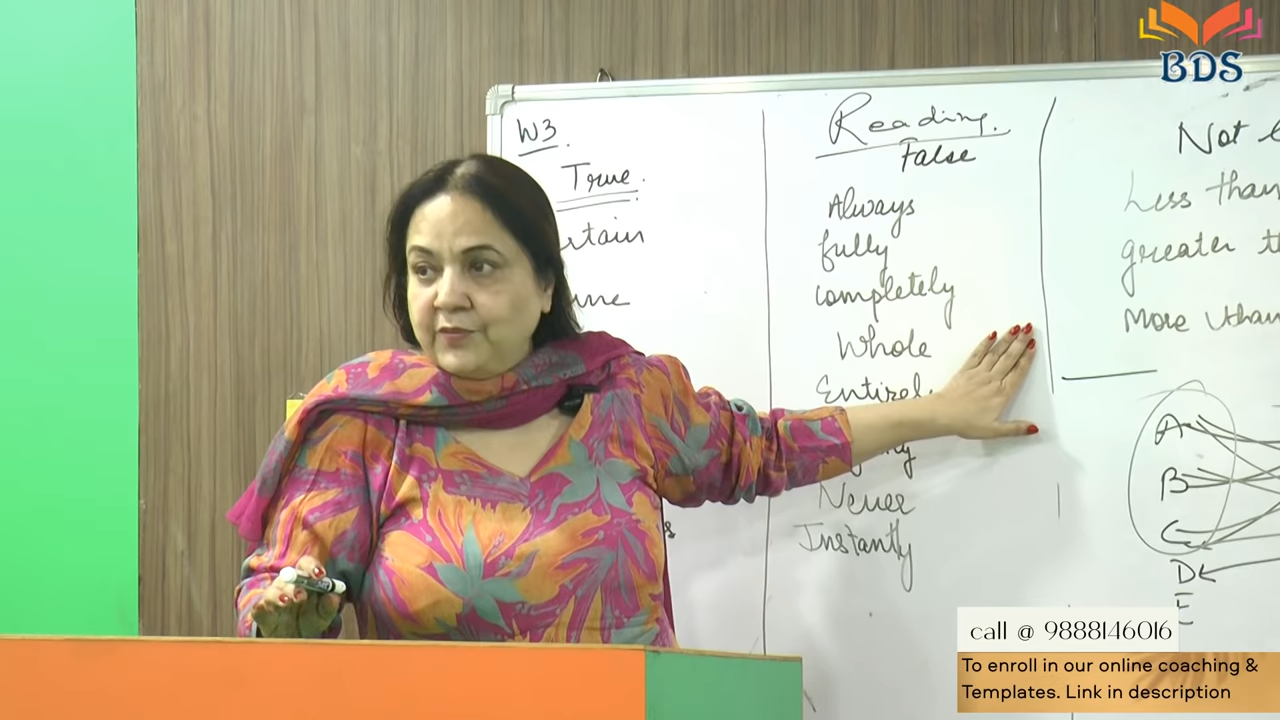 BDS
W3.
True.
rtain
me
Reading.
False
Always
fully
completely
Whole
Entirel
Never
Instantly
Not
Less than
greater
More than
A
B
C
D
E
call @ 9888146016
To enroll in our online coaching &
Templates. Link in description